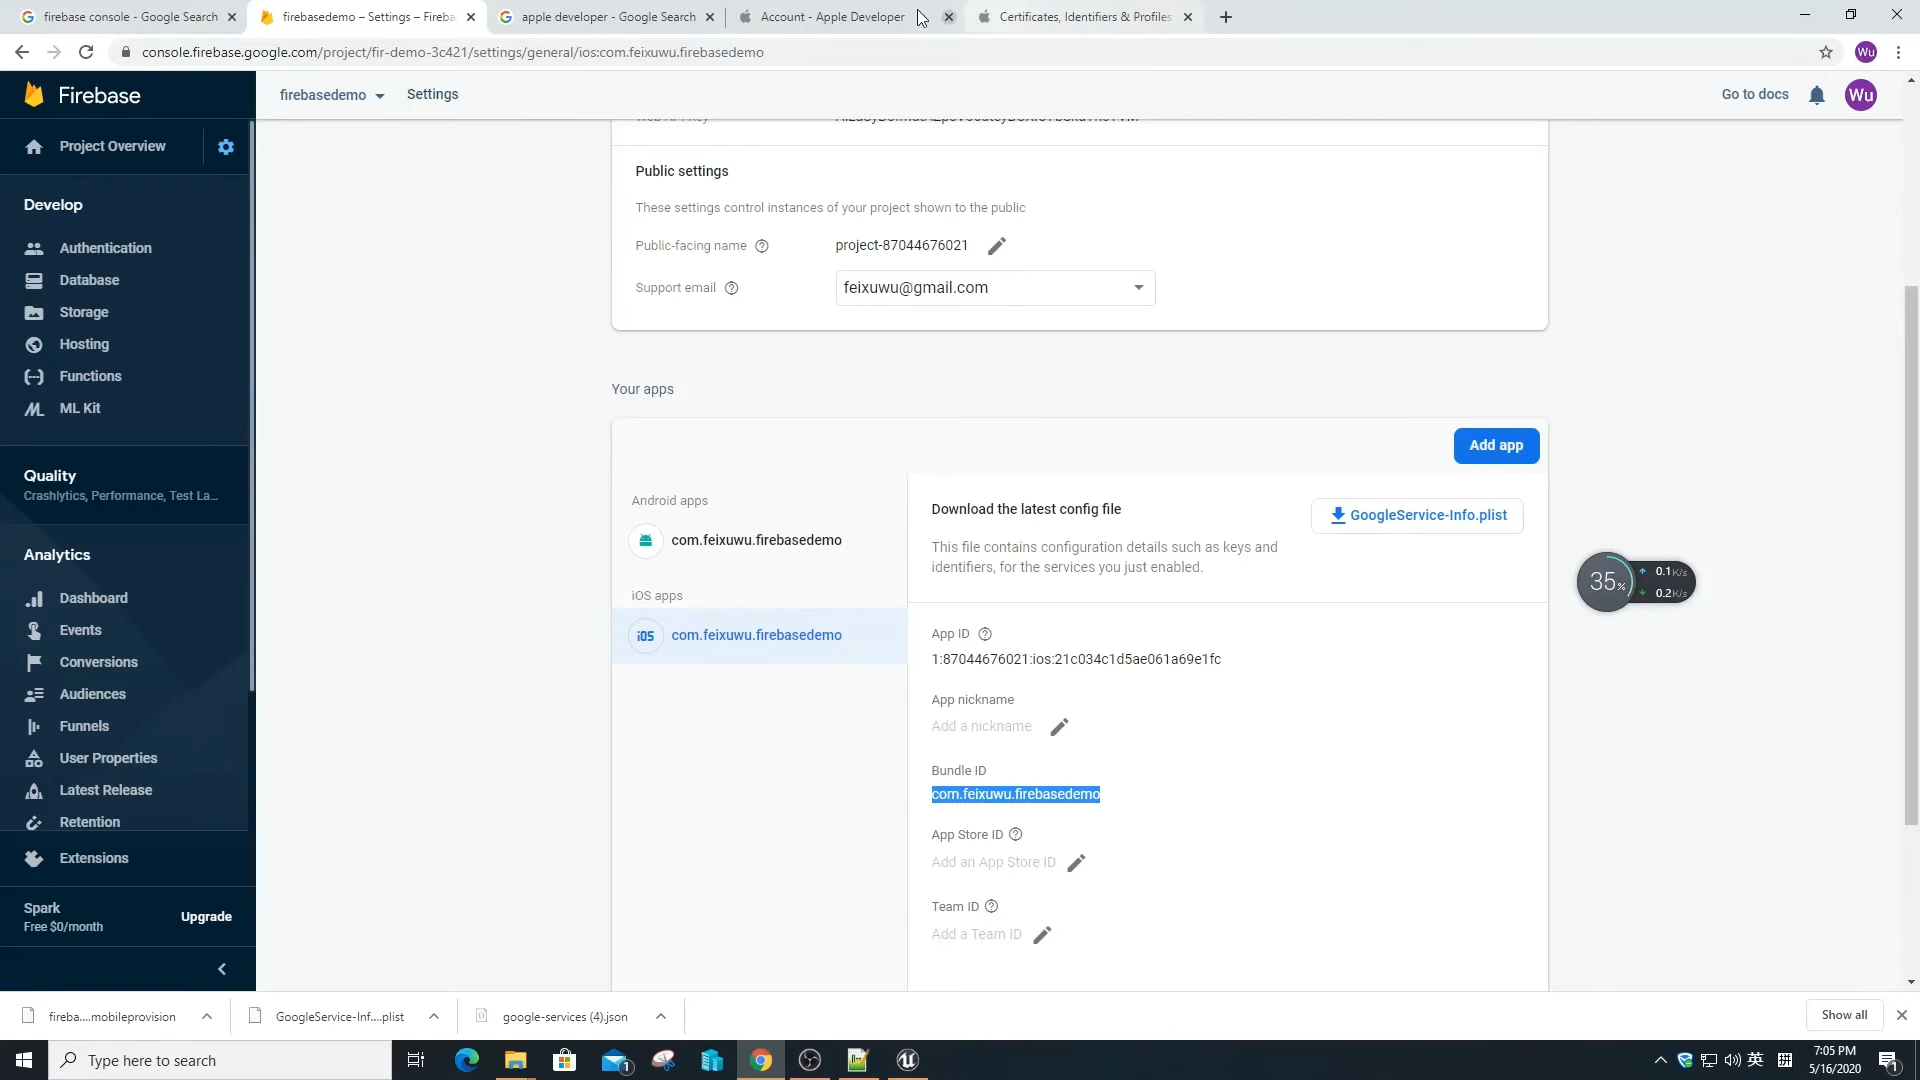 firebase console - Google Search
firebasedemo – Settings – Fireba
apple developer - Google Search
Account - Apple Developer
Certificates, Identifiers & Profiles
console.firebase.google.com/project/fir-demo-3c421/settings/general/ios:com.feixuwu.firebasedemo
Wu
Firebase
firebasedemo
Settings
Go to docs
Wu
Project Overview
Develop
Authentication
Database
Storage
Hosting
Functions
ML Kit
Quality
Crashlytics, Performance, Test La...
Analytics
Dashboard
Events
Conversions
Audiences
Funnels
User Properties
Latest Release
Retention
Extensions
Spark
Free $0/month
Upgrade
Public settings
These settings control instances of your project shown to the public
Public-facing name
project-87044676021
Support email
feixuwu@gmail.com
Your apps
Add app
Android apps
com.feixuwu.firebasedemo
iOS apps
iOS
com.feixuwu.firebasedemo
Download the latest config file
GoogleService-Info.plist
This file contains configuration details such as keys and
identifiers, for the services you just enabled.
App ID
1:87044676021:ios:21c034c1d5ae061a69e1fc
App nickname
Add a nickname
Bundle ID
com.feixuwu.firebasedemo
App Store ID
Add an App Store ID
Team ID
Add a Team ID
35%
0.1K/s
0.2K/s
fireba....mobileprovision
GoogleService-Inf....plist
google-services (4).json
Show all
Type here to search
1
英
拼
7:05 PM
5/16/2020
1